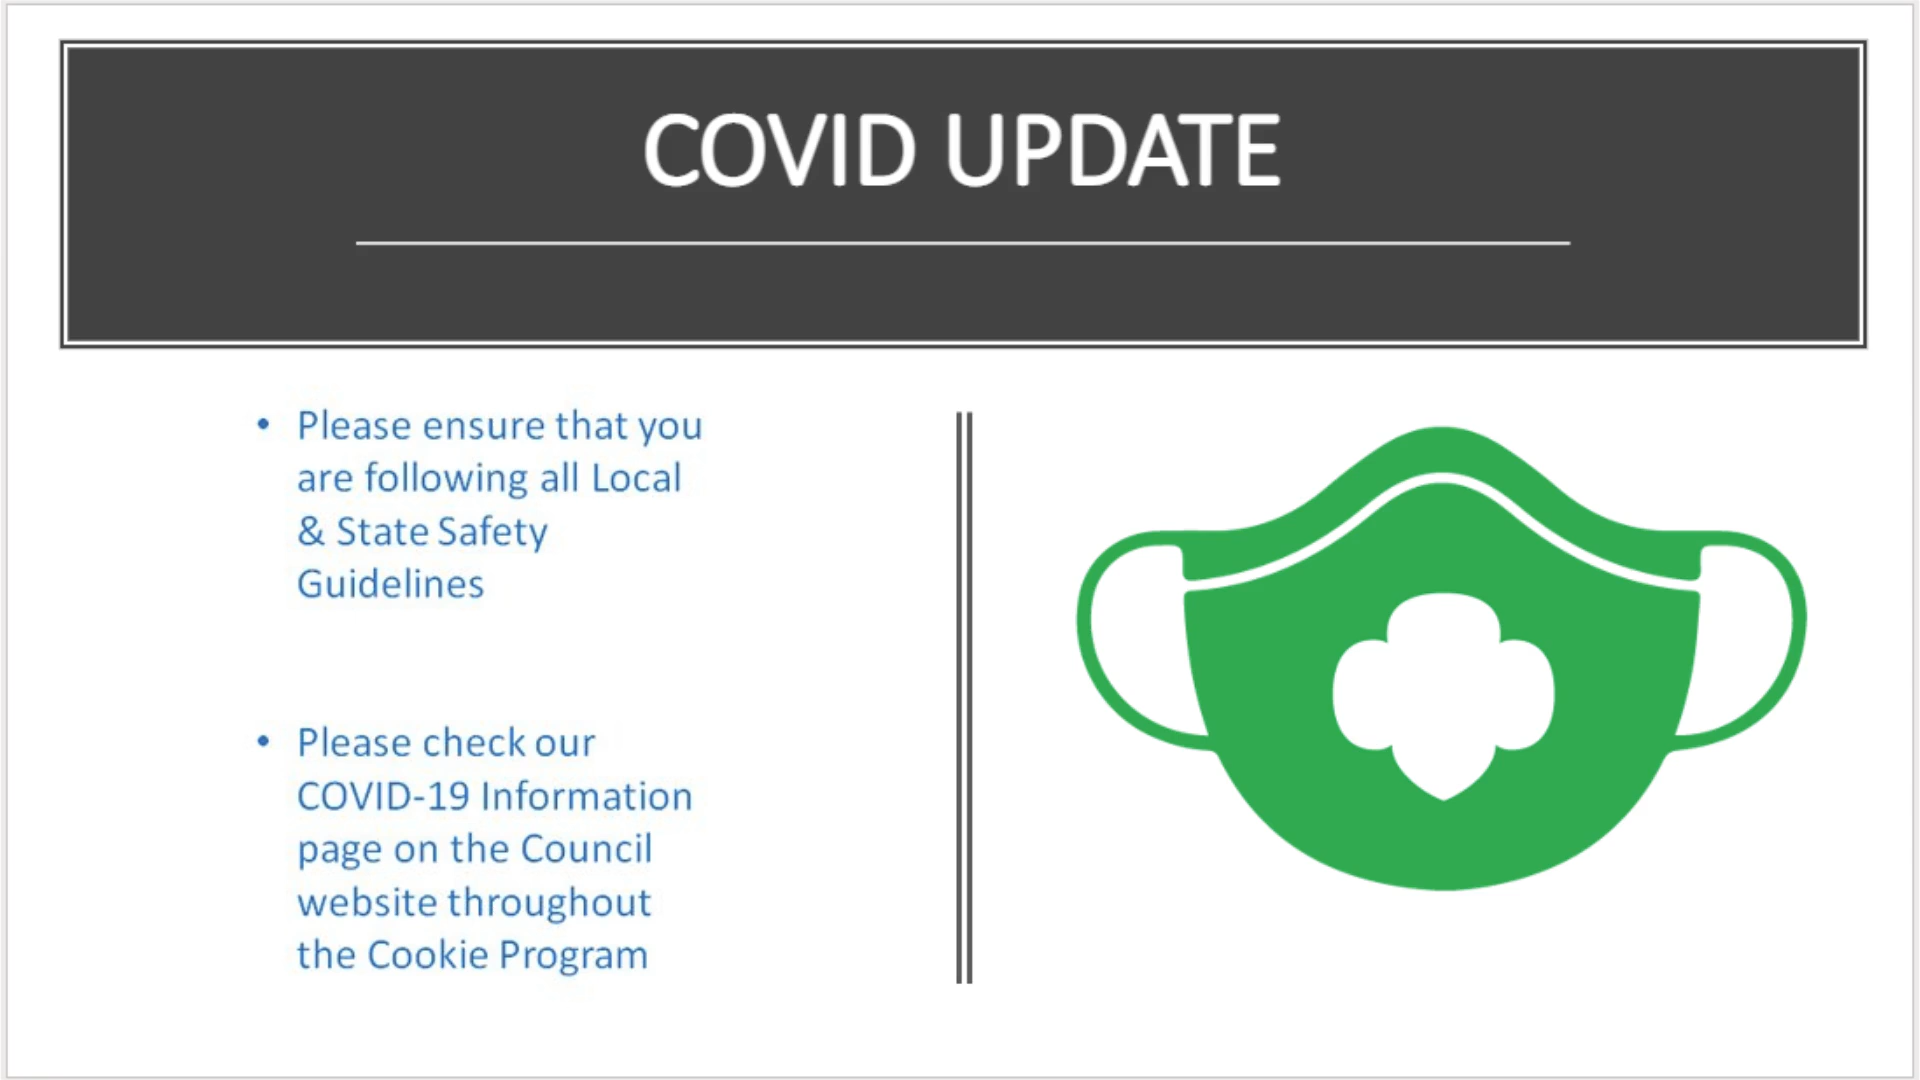 COVID UPDATE
• Please ensure that you
are following all Local
& State Safety
Guidelines
• Please check our
COVID-19 Information
page on the Council
website throughout
the Cookie Program